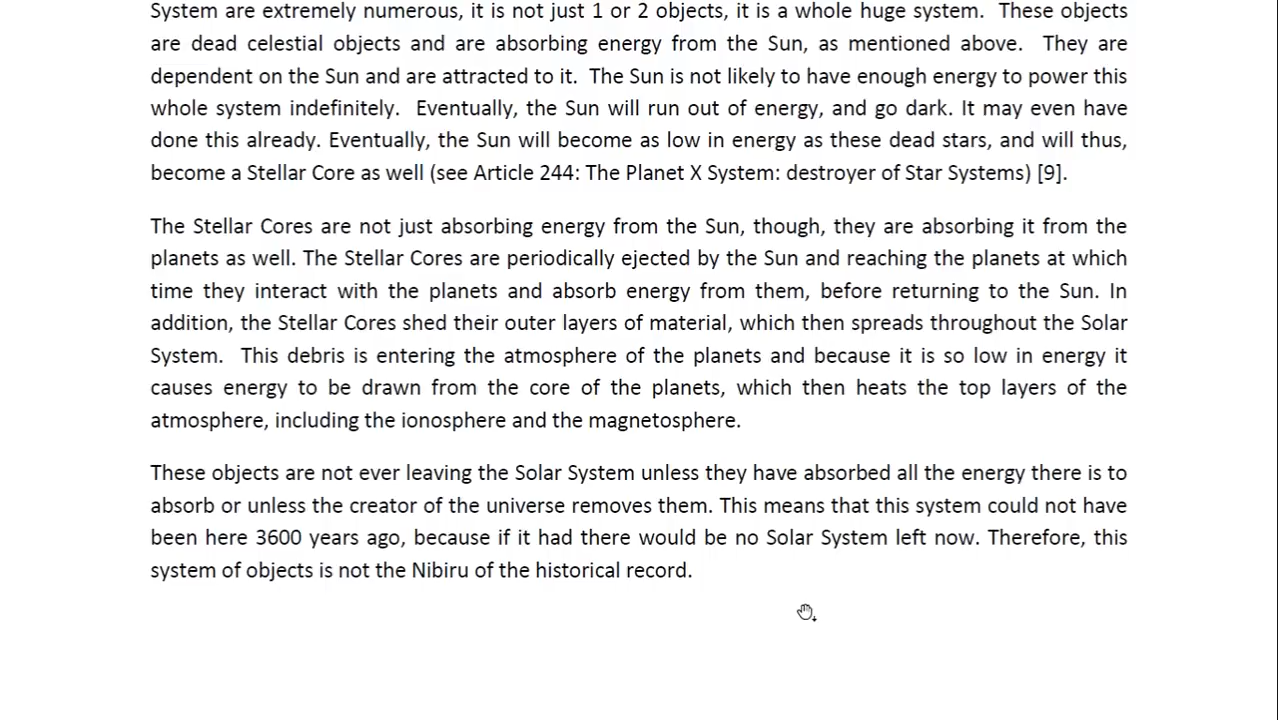 System are extremely numerous, it is not just 1 or 2 objects, it is a whole huge system.  These objects
are dead celestial objects and are absorbing energy from the Sun, as mentioned above.  They are
dependent on the Sun and are attracted to it.  The Sun is not likely to have enough energy to power this
whole system indefinitely.  Eventually, the Sun will run out of energy, and go dark. It may even have
done this already. Eventually, the Sun will become as low in energy as these dead stars, and will thus,
become a Stellar Core as well (see Article 244: The Planet X System: destroyer of Star Systems) [9].
The Stellar Cores are not just absorbing energy from the Sun, though, they are absorbing it from the
planets as well. The Stellar Cores are periodically ejected by the Sun and reaching the planets at which
time they interact with the planets and absorb energy from them, before returning to the Sun. In
addition, the Stellar Cores shed their outer layers of material, which then spreads throughout the Solar
System.  This debris is entering the atmosphere of the planets and because it is so low in energy it
causes energy to be drawn from the core of the planets, which then heats the top layers of the
atmosphere, including the ionosphere and the magnetosphere.
These objects are not ever leaving the Solar System unless they have absorbed all the energy there is to
absorb or unless the creator of the universe removes them. This means that this system could not have
been here 3600 years ago, because if it had there would be no Solar System left now. Therefore, this
system of objects is not the Nibiru of the historical record.